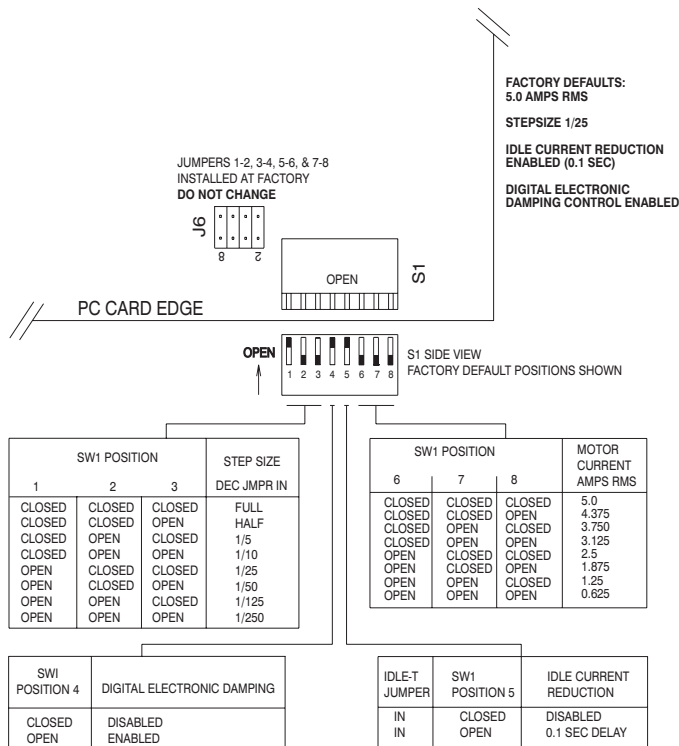 FACTORY DEFAULTS:
5.0 AMPS RMS
STEPSIZE 1/25
IDLE CURRENT REDUCTION
ENABLED (0.1 SEC)
DIGITAL ELECTRONIC
DAMPING CONTROL ENABLED
JUMPERS 1-2, 3-4, 5-6, & 7-8
INSTALLED AT FACTORY
DO NOT CHANGE
J6
8 2
OPEN
S1
PC CARD EDGE
OPEN
1 2 3 4 5 6 7 8
S1 SIDE VIEW
FACTORY DEFAULT POSITIONS SHOWN
SW1 POSITION STEP SIZE
1 2 3 DEC JMPR IN
CLOSED CLOSED CLOSED FULL
CLOSED CLOSED OPEN HALF
CLOSED OPEN CLOSED 1/5
CLOSED OPEN OPEN 1/10
OPEN CLOSED CLOSED 1/25
OPEN CLOSED OPEN 1/50
OPEN OPEN CLOSED 1/125
OPEN OPEN OPEN 1/250
SW1 POSITION MOTOR
CURRENT
6 7 8 AMPS RMS
CLOSED CLOSED CLOSED 5.0
CLOSED CLOSED OPEN 4.375
CLOSED OPEN CLOSED 3.750
CLOSED OPEN OPEN 3.125
OPEN CLOSED CLOSED 2.5
OPEN CLOSED OPEN 1.875
OPEN OPEN CLOSED 1.25
OPEN OPEN OPEN 0.625
SWI
POSITION 4 DIGITAL ELECTRONIC DAMPING
CLOSED DISABLED
OPEN ENABLED
IDLE-T SW1 IDLE CURRENT
JUMPER POSITION 5 REDUCTION
IN CLOSED DISABLED
IN OPEN 0.1 SEC DELAY